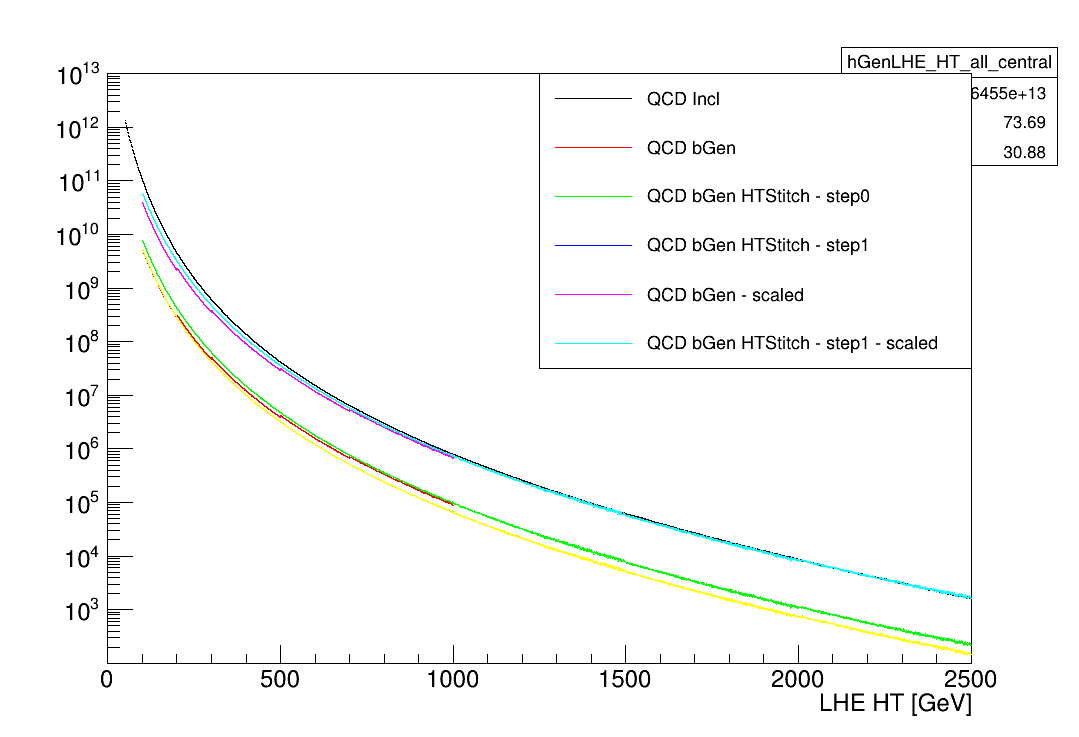 hGenLHE_HT_all_central
6455e+13
73.69
30.88
QCD Incl
QCD bGen
QCD bGen HTStitch - step0
QCD bGen HTStitch - step1
QCD bGen - scaled
QCD bGen HTStitch - step1 - scaled
10^13
10^12
10^11
10^10
10^9
10^8
10^7
10^6
10^5
10^4
10^3
0 500 1000 1500 2000 2500
LHE HT [GeV]